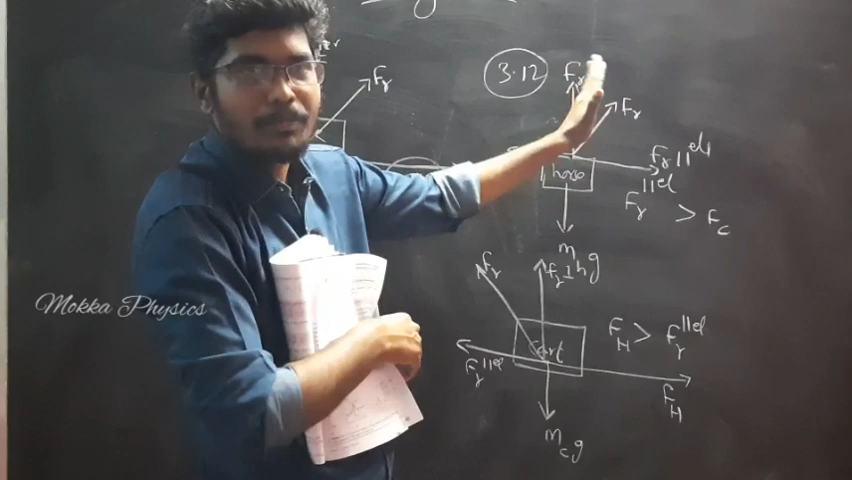 3.12
Fr
Fr
Fr
horse
Fr||el
Fr||el > Fc
mhg
Fr
Fr⊥
Mokka Physics
cart
FH > Fr||el
Fr||el
FH
mcg